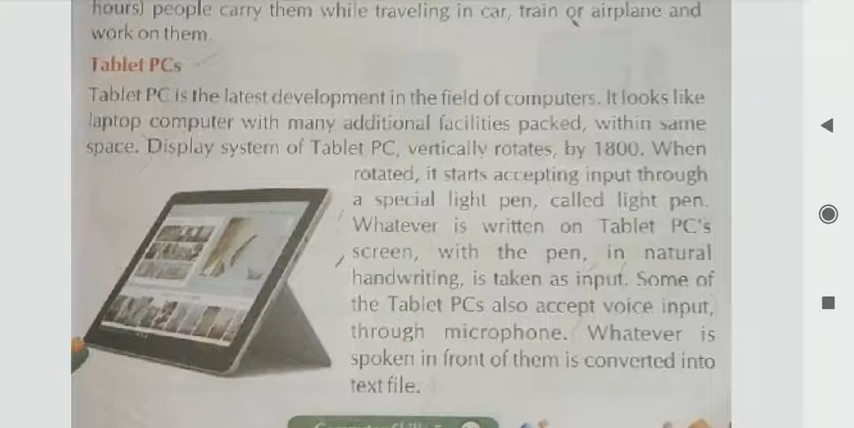 hours) people carry them while traveling in car, train or airplane and
work on them.
Tablet PCs
Tablet PC is the latest development in the field of computers. It looks like
laptop computer with many additional facilities packed, within same
space. Display system of Tablet PC, vertically rotates, by 1800. When
rotated, it starts accepting input through
a special light pen, called light pen.
Whatever is written on Tablet PC's
screen, with the pen, in natural
handwriting, is taken as input. Some of
the Tablet PCs also accept voice input,
through microphone. Whatever is
spoken in front of them is converted into
text file.